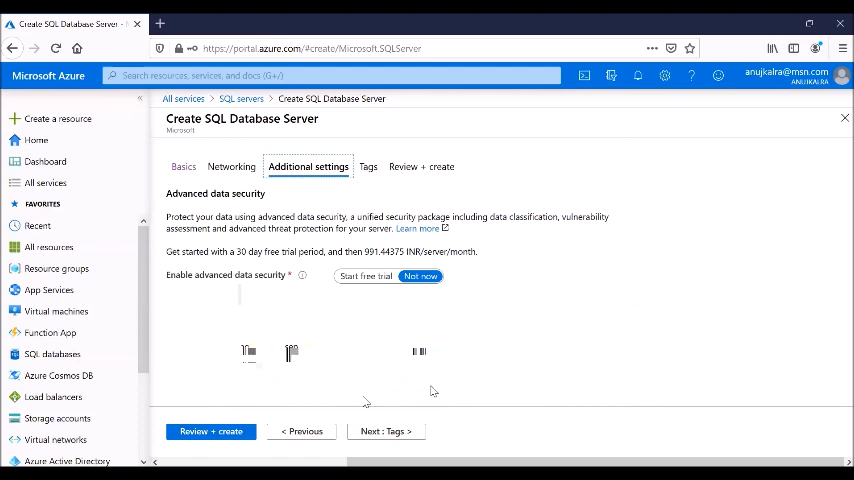 Create SQL Database Server - M
https://portal.azure.com/#create/Microsoft.SQLServer
Microsoft Azure
Search resources, services, and docs (G+/)
anujkalra@msn.com
ANUJKALRA
All services
SQL servers
Create SQL Database Server
Create SQL Database Server
Microsoft
Create a resource
Home
Dashboard
All services
FAVORITES
Recent
All resources
Resource groups
App Services
Virtual machines
Function App
SQL databases
Azure Cosmos DB
Load balancers
Storage accounts
Virtual networks
Azure Active Directory
Basics
Networking
Additional settings
Tags
Review + create
Advanced data security
Protect your data using advanced data security, a unified security package including data classification, vulnerability
assessment and advanced threat protection for your server. Learn more
Get started with a 30 day free trial period, and then 991.44375 INR/server/month.
Enable advanced data security *
Start free trial
Not now
Review + create
< Previous
Next : Tags >